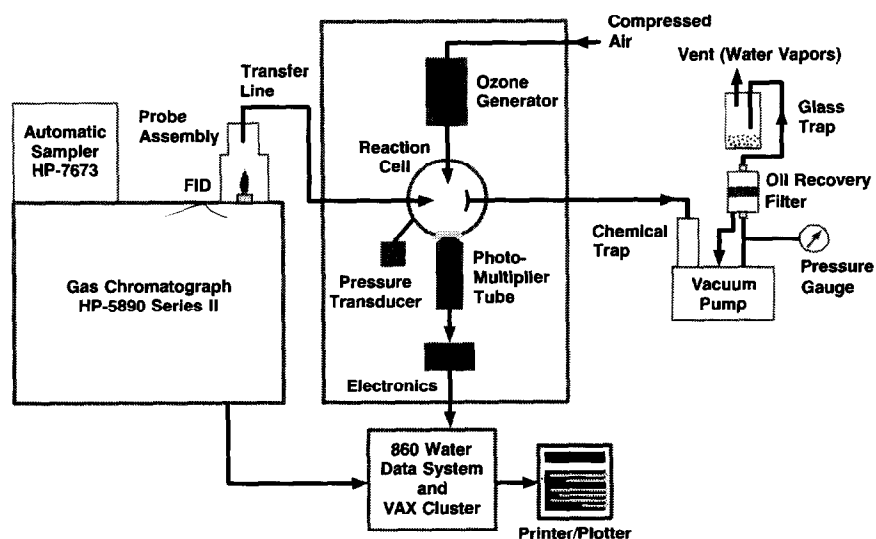 Compressed
Air
Vent (Water Vapors)
Transfer
Line
Ozone
Generator
Glass
Trap
Probe
Assembly
Automatic
Sampler
HP-7673
Reaction
Cell
FID
Oil Recovery
Filter
Chemical
Trap
Pressure
Gauge
Vacuum
Pump
Gas Chromatograph
HP-5890 Series II
Pressure
Transducer
Photo-
Multiplier
Tube
Electronics
860 Water
Data System
and
VAX Cluster
Printer/Plotter